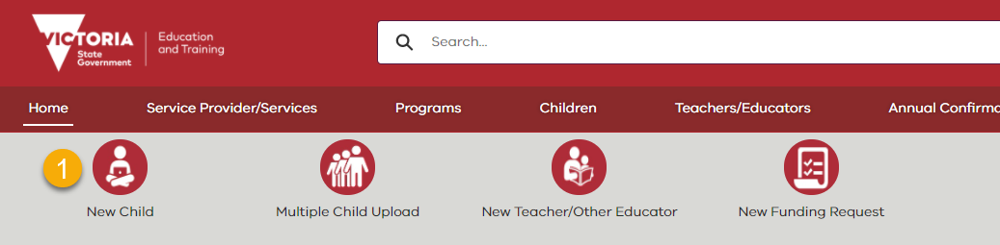 VICTORIA
State
Government
Education
and Training
Search...
Home Service Provider/Services Programs Children Teachers/Educators Annual Confirma
1
New Child Multiple Child Upload New Teacher/Other Educator New Funding Request